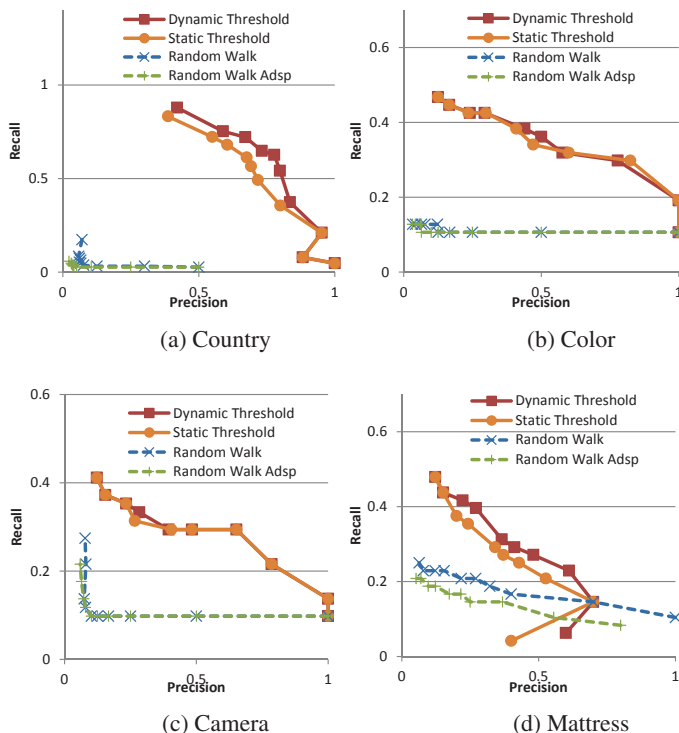 Dynamic Threshold
Static Threshold
Random Walk
Random Walk Adsp
1
0.5
0
Recall
0
0.5
1
Precision
(a) Country
Dynamic Threshold
Static Threshold
Random Walk
Random Walk Adsp
0.6
0.4
0.2
0
Recall
0
0.5
1
Precision
(b) Color
Dynamic Threshold
Static Threshold
Random Walk
Random Walk Adsp
0.6
0.4
0.2
0
Recall
0
0.5
1
Precision
(c) Camera
Dynamic Threshold
Static Threshold
Random Walk
Random Walk Adsp
0.6
0.4
0.2
0
Recall
0
0.5
1
Precision
(d) Mattress